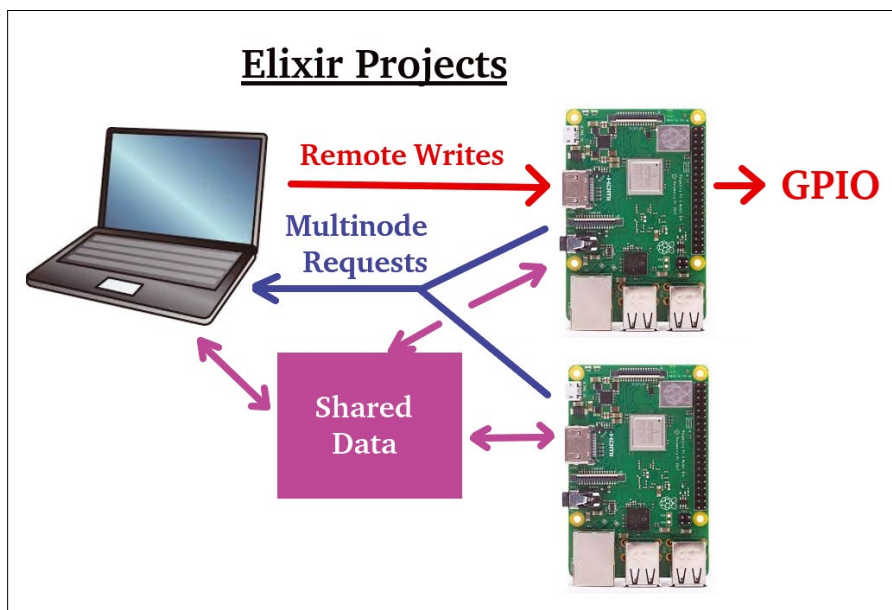 Elixir Projects
Remote Writes
GPIO
Multinode
Requests
Shared
Data